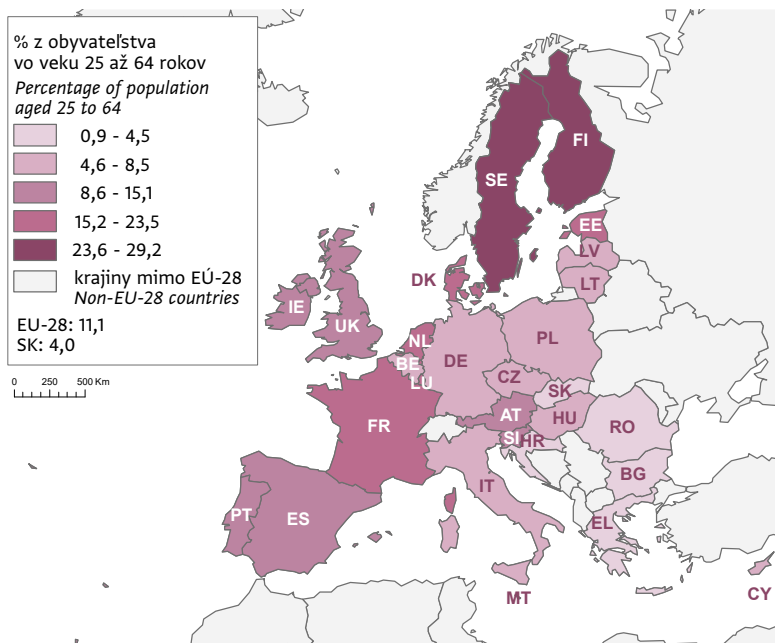 % z obyvateľstva
vo veku 25 až 64 rokov
Percentage of population
aged 25 to 64
0,9 - 4,5
4,6 - 8,5
8,6 - 15,1
15,2 - 23,5
23,6 - 29,2
krajiny mimo EÚ-28
Non-EU-28 countries
EU-28: 11,1
SK: 4,0
0 250 500 Km
FI
SE
EE
LV
DK
LT
IE
UK
NL
PL
BE
DE
LU
CZ
SK
AT
HU
FR
SI
HR
RO
BG
IT
PT
ES
EL
MT
CY